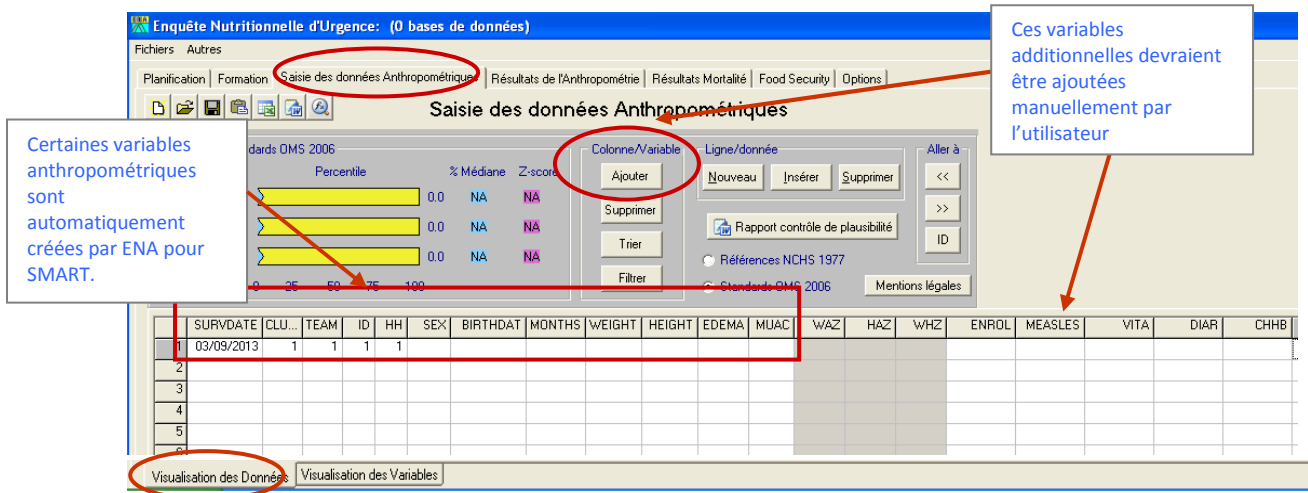 Enquête Nutritionnelle d'Urgence: (0 bases de données)
Fichiers Autres
Planification Formation Saisie des données Anthropométriques Résultats de l'Anthropométrie Résultats Mortalité Food Security Options
Saisie des données Anthropométriques
Ces variables
additionnelles devraient
être ajoutées
manuellement par
l'utilisateur
Certaines variables
anthropométriques
sont
automatiquement
créées par ENA pour
SMART.
dards OMS 2006
Percentile % Médiane Z-score
0.0 NA NA
0.0 NA NA
0.0 NA NA
0 25 50 75 100
Colonne/Variable
Ajouter
Supprimer
Trier
Filtrer
Ligne/donnée
Nouveau Insérer Supprimer
Rapport contrôle de plausibilité
Références NCHS 1977
Standards OMS 2006
Mentions légales
Aller à
<<
>>
ID
SURVDATE CLU... TEAM ID HH SEX BIRTHDAT MONTHS WEIGHT HEIGHT EDEMA MUAC WAZ HAZ WHZ ENROL MEASLES VITA DIAR CHHB
1 03/09/2013 1 1 1 1
2
3
4
5
Visualisation des Données Visualisation des Variables